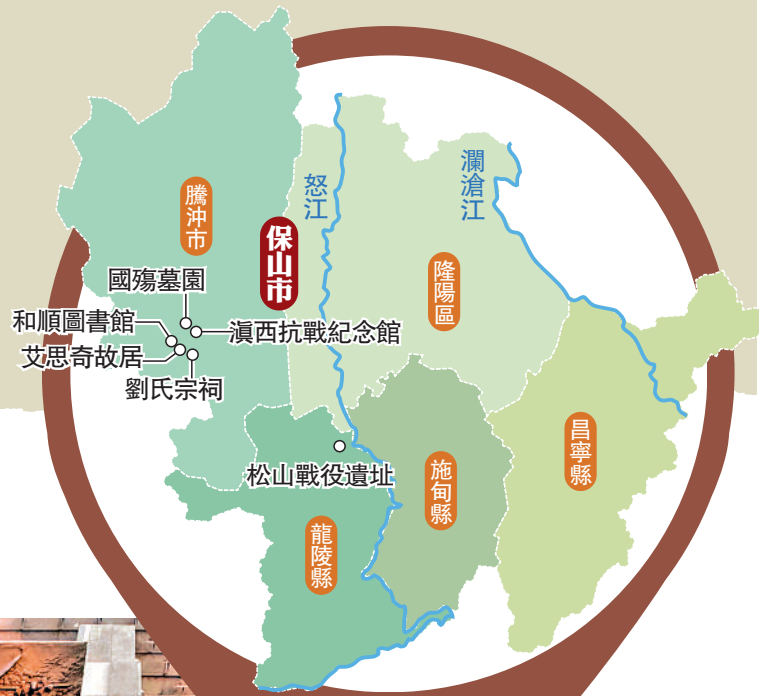 瀾滄江
怒江
騰沖市
保山市
隆陽區
國殤墓園
和順圖書館
滇西抗戰紀念館
艾思奇故居
劉氏宗祠
昌寧縣
松山戰役遺址
施甸縣
龍陵縣